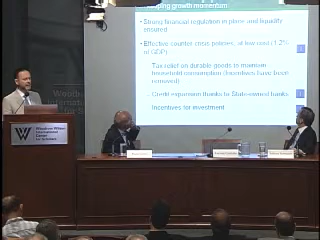 ping growth momentum
• Strong financial regulation in place and liquidity
ensured
• Effective counter crisis policies, at low cost (1.2%
of GDP)
Tax relief on durable goods to maintain
household consumption (Incentives have been
removed)
– Credit expansion thanks to State-owned banks
Incentives for investment
Woodrow Wilson
International
Center
W